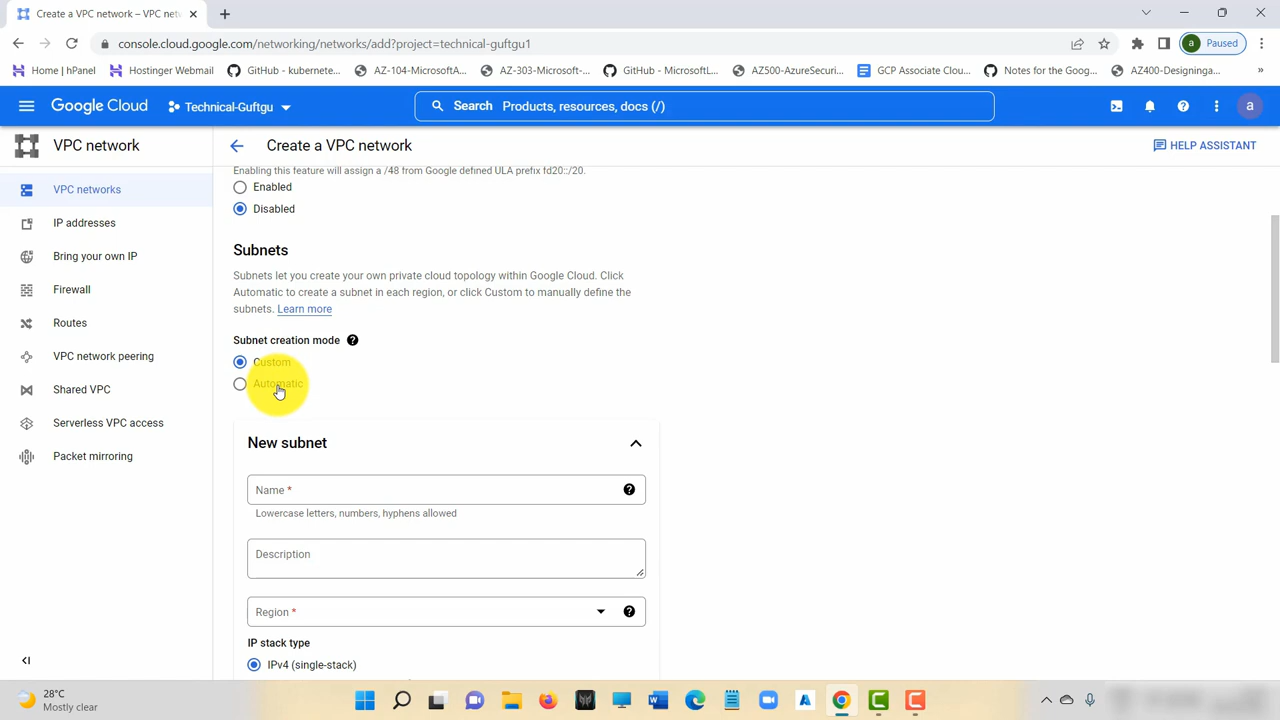 Create a VPC network – VPC net
console.cloud.google.com/networking/networks/add?project=technical-guftgu1
Paused
Home | hPanel
Hostinger Webmail
GitHub - kubernete...
AZ-104-MicrosoftA...
AZ-303-Microsoft-...
GitHub - MicrosoftL...
AZ500-AzureSecuri...
GCP Associate Clou...
Notes for the Goog...
AZ400-Designinga...
»
Google Cloud
Technical-Guftgu
Search Products, resources, docs (/)
a
VPC network
Create a VPC network
HELP ASSISTANT
VPC networks
IP addresses
Bring your own IP
Firewall
Routes
VPC network peering
Shared VPC
Serverless VPC access
Packet mirroring
Enabling this feature will assign a /48 from Google defined ULA prefix fd20::/20.
Enabled
Disabled
Subnets
Subnets let you create your own private cloud topology within Google Cloud. Click
Automatic to create a subnet in each region, or click Custom to manually define the
subnets. Learn more
Subnet creation mode
Custom
Automatic
New subnet
Name *
Lowercase letters, numbers, hyphens allowed
Description
Region *
IP stack type
IPv4 (single-stack)
28°C
Mostly clear